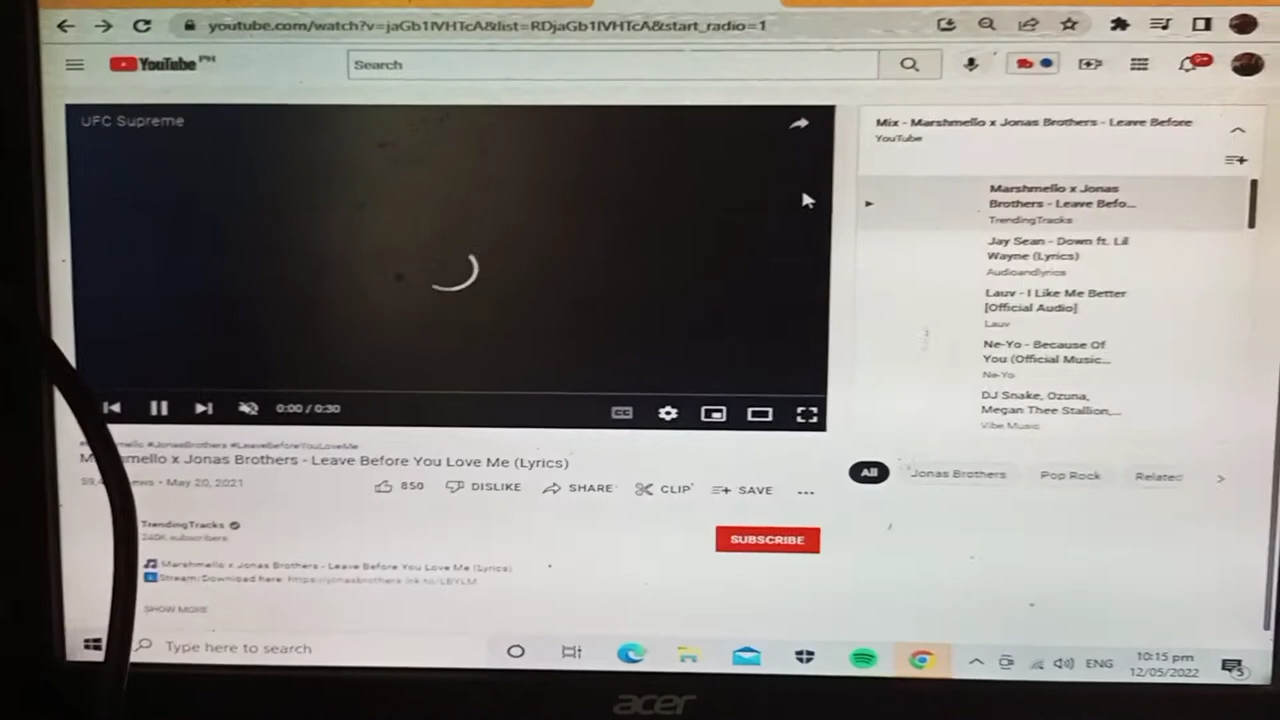 youtube.com/watch?v=jaGb1IVHTcA&list=RDjaGb1IVHTcA&start_radio=1
YouTube PH
Search
9+
UFC Supreme
Mix - Marshmello x Jonas Brothers - Leave Before
YouTube
Marshmello x Jonas
Brothers - Leave Befo...
TrendingTracks
Jay Sean - Down ft. Lil
Wayne (Lyrics)
Audioandlyrics
Lauv - I Like Me Better
[Official Audio]
Lauv
Ne-Yo - Because Of
You (Official Music...
Ne-Yo
DJ Snake, Ozuna,
Megan Thee Stallion,...
Vibe Music
0:00 / 0:30
CC
#JonasBrothers #LeaveBeforeYouLoveMe
Jonas Brothers - Leave Before You Love Me (Lyrics)
• May 20, 2021
850
DISLIKE
SHARE
CLIP
SAVE
...
All
Jonas Brothers
Pop Rock
Related
TrendingTracks
240K subscribers
SUBSCRIBE
Marshmello x Jonas Brothers - Leave Before You Love Me (Lyrics)
Stream/Download here: https://jonasbrothers.lnk.to/LBYLM
SHOW MORE
Type here to search
ENG
10:15 pm
12/05/2022
5
acer